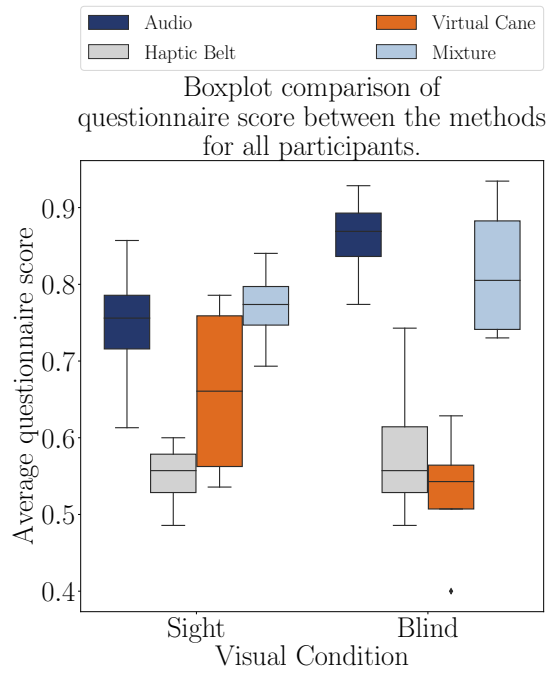 Audio
Haptic Belt
Virtual Cane
Mixture
Boxplot comparison of
questionnaire score between the methods
for all participants.
Average questionnaire score
0.9
0.8
0.7
0.6
0.5
0.4
Sight
Blind
Visual Condition